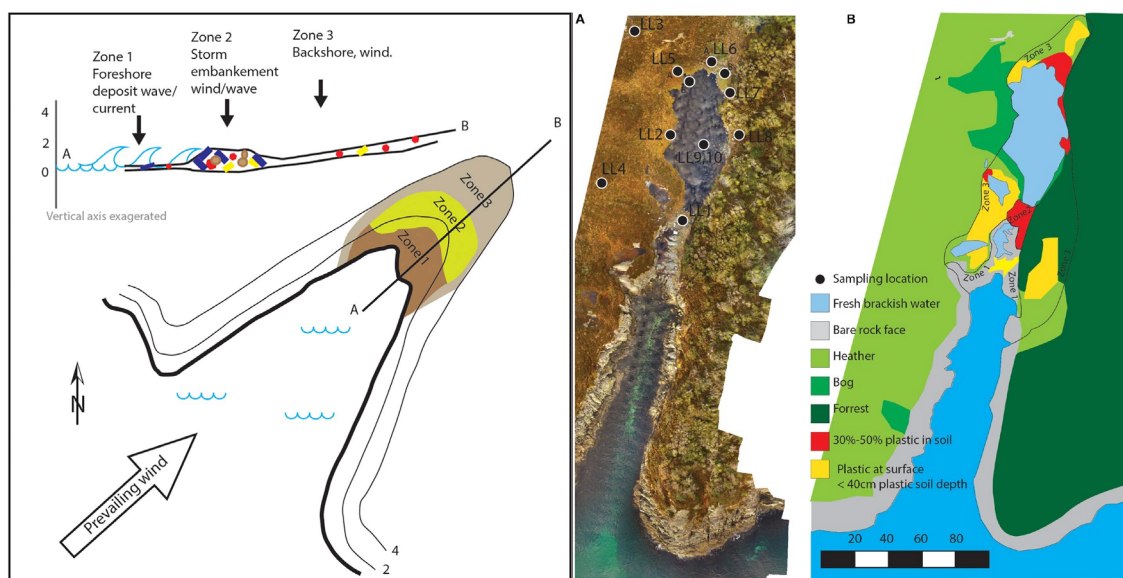 Zone 1
Foreshore
deposit wave/
current
Zone 2
Storm
embankement
wind/wave
Zone 3
Backshore, wind.
4
2
0
A
B
Vertical axis exagerated
B
Zone 3
Zone 2
Zone 1
A
N
Prevailing wind
4
2
A
LL3
LL6
A
LL5
A
LL7
LL2
LL8
LL9,10
LL4
LL1
B
Zone 3
Zone 3
Zone2
Zone 1
Zone 1
Zone2
Sampling location
Fresh brackish water
Bare rock face
Heather
Bog
Forrest
30%-50% plastic in soil
Plastic at surface
< 40cm plastic soil depth
20 40 60 80